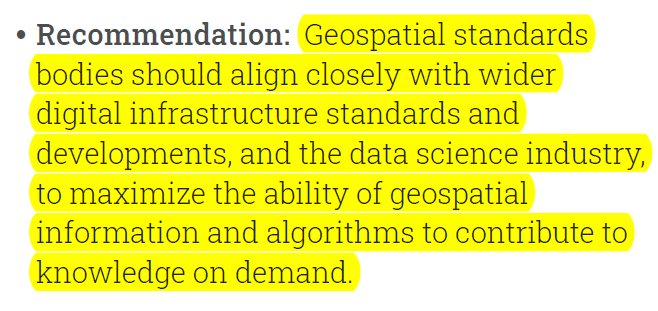 • Recommendation: Geospatial standards
bodies should align closely with wider
digital infrastructure standards and
developments, and the data science industry,
to maximize the ability of geospatial
information and algorithms to contribute to
knowledge on demand.